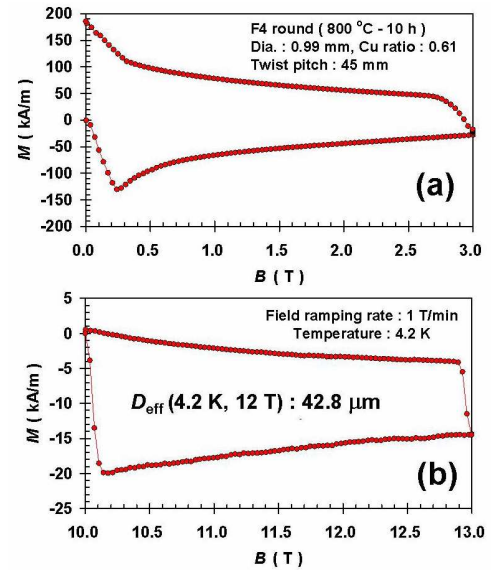 F4 round ( 800 °C - 10 h )
Dia. : 0.99 mm, Cu ratio : 0.61
Twist pitch : 45 mm
200
150
100
50
0
-50
-100
-150
-200
M ( kA/m )
(a)
0.0 0.5 1.0 1.5 2.0 2.5 3.0
B ( T )
Field ramping rate : 1 T/min
Temperature : 4.2 K
5
0
-5
-10
-15
-20
-25
M ( kA/m )
Deff (4.2 K, 12 T) : 42.8 μm
(b)
10.0 10.5 11.0 11.5 12.0 12.5 13.0
B ( T )